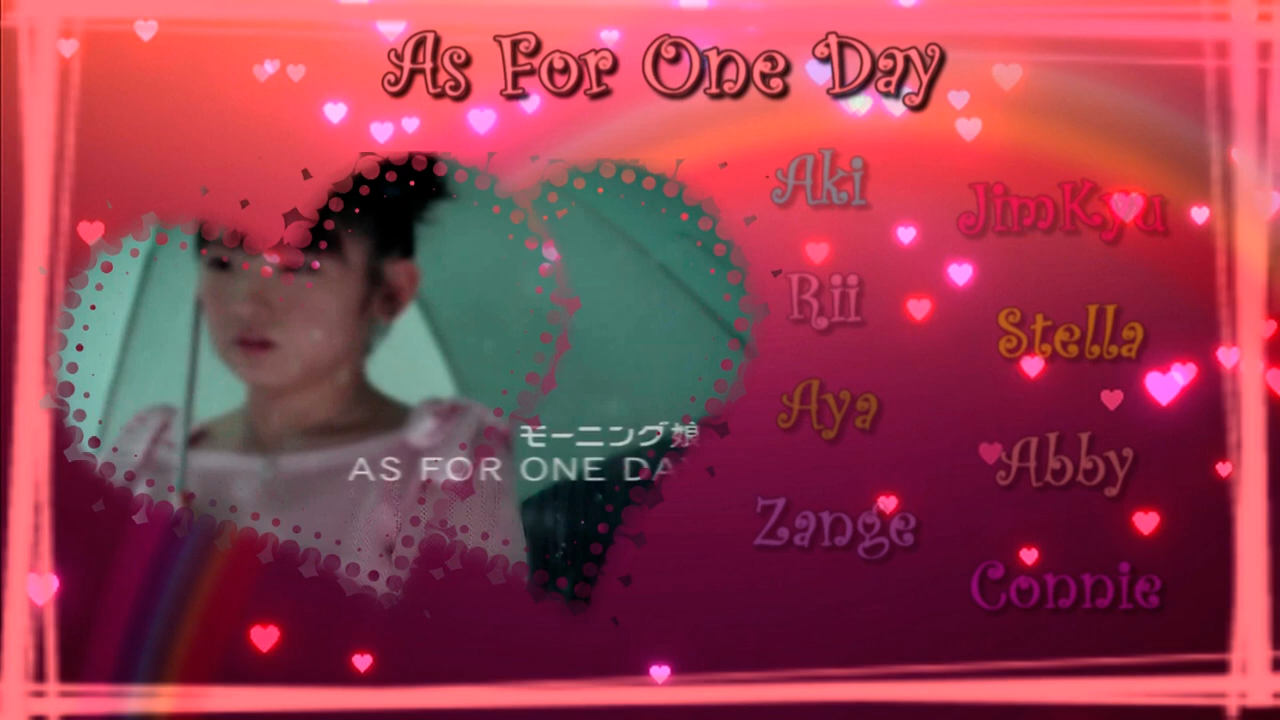 As For One Day
Aki
JimKyu
Rii
Stella
Aya
モーニング娘
AS FOR ONE DA
Abby
Zange
Connie